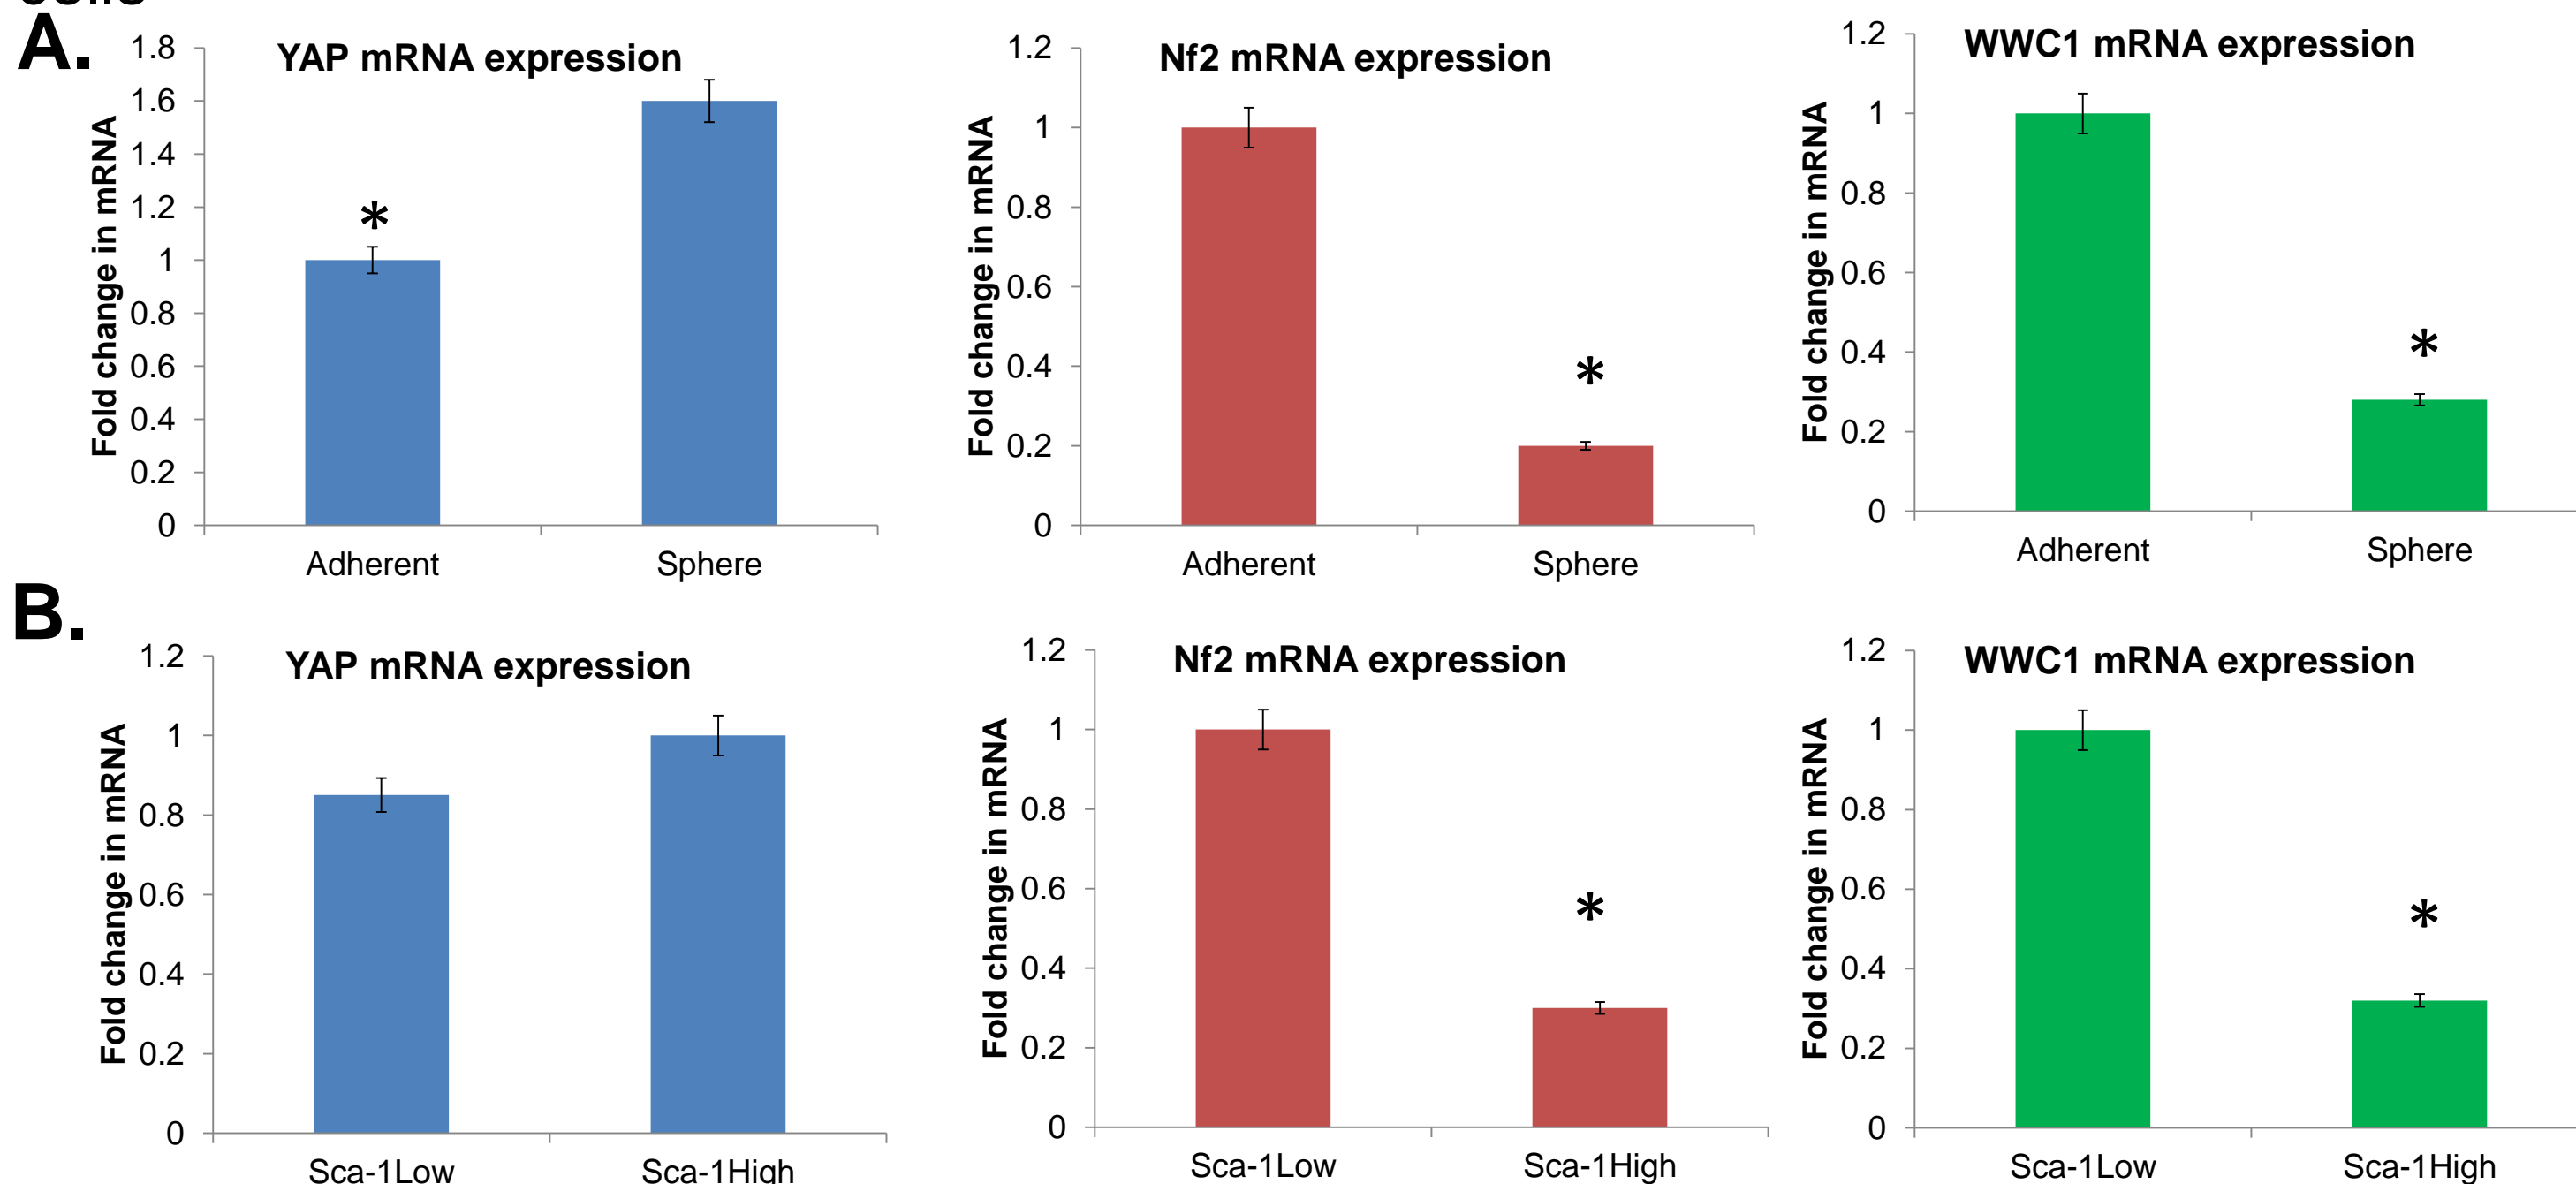 A.
YAP mRNA expression
Fold change in mRNA
1.8
1.6
1.4
1.2
1
0.8
0.6
0.4
0.2
0
*
Adherent
Sphere
Nf2 mRNA expression
Fold change in mRNA
1.2
1
0.8
0.6
0.4
0.2
0
*
Adherent
Sphere
WWC1 mRNA expression
Fold change in mRNA
1.2
1
0.8
0.6
0.4
0.2
0
*
Adherent
Sphere
B.
YAP mRNA expression
Fold change in mRNA
1.2
1
0.8
0.6
0.4
0.2
0
Sca-1Low
Sca-1High
Nf2 mRNA expression
Fold change in mRNA
1.2
1
0.8
0.6
0.4
0.2
0
*
Sca-1Low
Sca-1High
WWC1 mRNA expression
Fold change in mRNA
1.2
1
0.8
0.6
0.4
0.2
0
*
Sca-1Low
Sca-1High